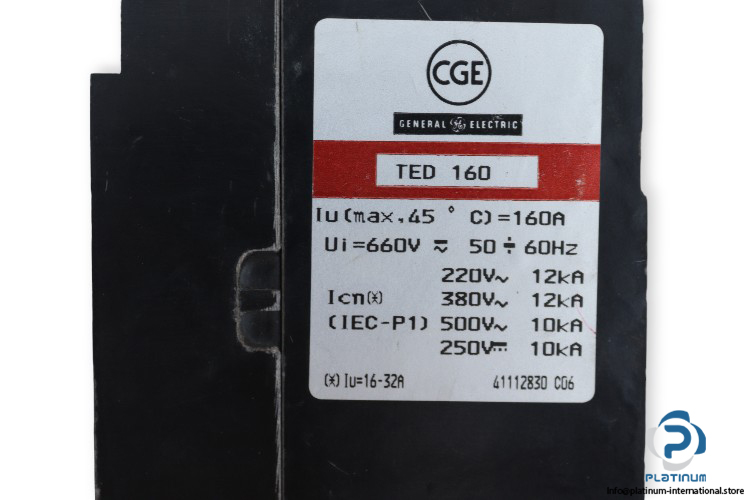 CGE
GENERAL GE ELECTRIC
TED 160
Iu(max.45 ° C)=160A
Ui=660V ≂ 50 ÷ 60Hz
220V~ 12kA
Icn(*) 380V~ 12kA
(IEC-P1) 500V~ 10kA
250V⎓ 10kA
(*) Iu=16-32A 41112830 C06
PLATINUM
info@platinum-international.store